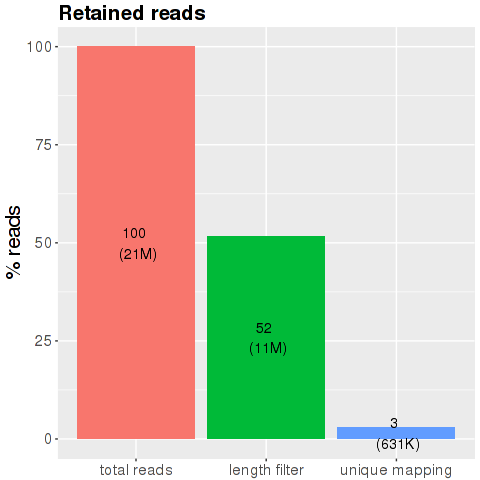 Retained reads
% reads
100
75
50
25
0
100
(21M)
52
(11M)
3
(631K)
total reads
length filter
unique mapping